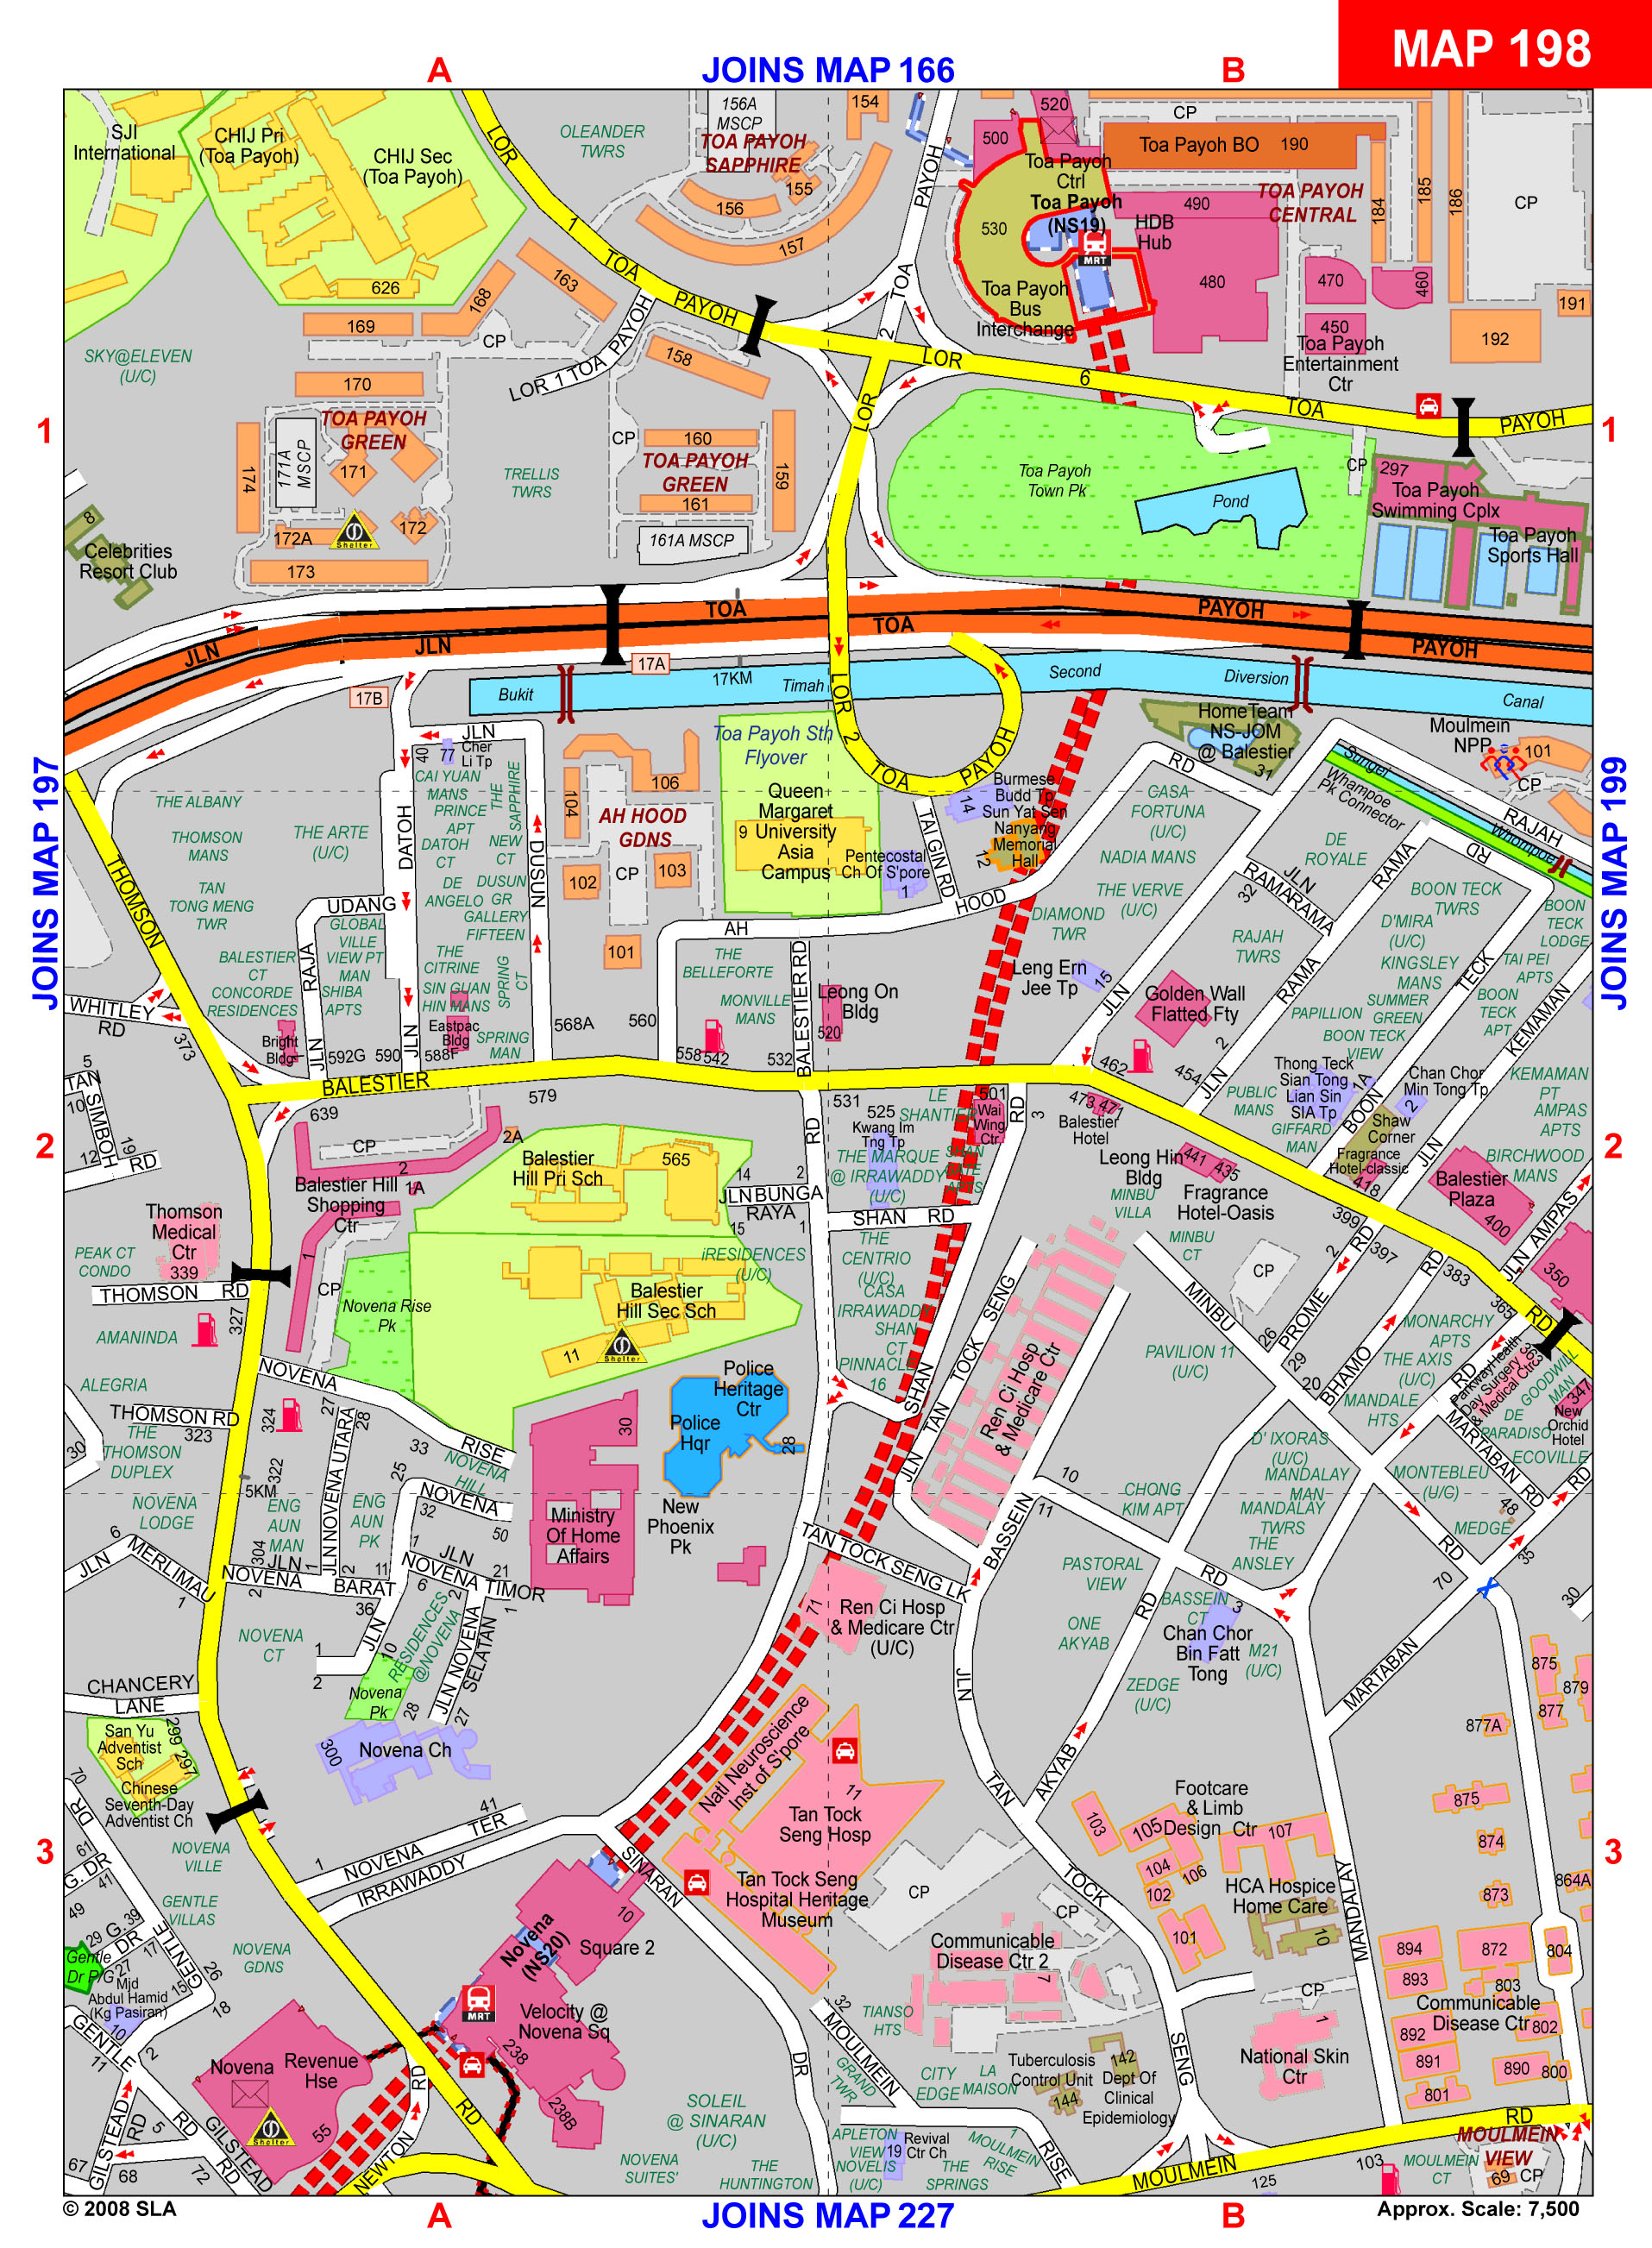 MAP 198
A
JOINS MAP 166
B
SJI
International
CHIJ Pri
(Toa Payoh)
CHIJ Sec
(Toa Payoh)
626
LOR
1
TOA
PAYOH
OLEANDER
TWRS
156A
MSCP
154
TOA PAYOH
SAPPHIRE
155
156
157
PAYOH
TOA
2
500
520
Toa Payoh
Ctrl
Toa Payoh
(NS19)
530
MRT
HDB
Hub
Toa Payoh
Bus
Interchange
CP
Toa Payoh BO
190
TOA PAYOH
CENTRAL
490
480
184
185
186
CP
470
460
450
Toa Payoh
Entertainment
Ctr
191
192
163
168
169
CP
LOR 1 TOA PAYOH
158
170
SKY@ELEVEN
(U/C)
LOR
6
TOA
PAYOH
LOR
1
1
TOA PAYOH
GREEN
174
171A
MSCP
171
172
172A
Shelter
173
TRELLIS
TWRS
CP
160
TOA PAYOH
GREEN
161
159
161A MSCP
Toa Payoh
Town Pk
Pond
CP
297
Toa Payoh
Swimming Cplx
Toa Payoh
Sports Hall
8
Celebrities
Resort Club
JLN
JLN
TOA
TOA
PAYOH
PAYOH
17A
17B
17KM
Bukit
Timah
Second
Diversion
Canal
LOR
2
TOA
PAYOH
Toa Payoh Sth
Flyover
HomeTeam
NS-JOM
@ Balestier
31
Moulmein
NPP
101
CP
Sungei
Whampoe
Whampoe
Pk Connector
RAJAH
RD
JOINS MAP 197
JOINS MAP 199
JLN
40
77
Cher
Li Tp
CAI YUAN
MANS
PRINCE
APT
THE
SAPPHIRE
DATOH
CT
NEW
CT
DE
ANGELO
DUSUN
GR
GALLERY
FIFTEEN
THE
CITRINE
SIN GUAN
HIN MANS
SPRING
CT
Eastpac
Bldg
588F
SPRING
MAN
DATOH
JLN
DUSUN
THE ALBANY
THOMSON
MANS
THE ARTE
(U/C)
TAN
TONG MENG
TWR
UDANG
RAJA
JLN
GLOBAL
VILLE
VIEW PT
MAN
SHIBA
APTS
BALESTIER
CT
CONCORDE
RESIDENCES
Bright
Bldg
1
592G
590
THOMSON
WHITLEY
RD
373
104
106
AH HOOD
GDNS
102
CP
103
101
Queen
Margaret
University
Asia
Campus
9
14
Burmese
Budd Tp
Sun Yat Sen
Nanyang
Memorial
Hall
12
TAI GIN RD
Pentecostal
Ch Of S'pore
1
AH
HOOD
RD
CASA
FORTUNA
(U/C)
NADIA MANS
THE VERVE
(U/C)
DIAMOND
TWR
DE
ROYALE
32
JLN
RAMARAMA
RAMA
RAMA
2
JLN
RAJAH
TWRS
BOON TECK
TWRS
D'MIRA
(U/C)
KINGSLEY
MANS
SUMMER
GREEN
PAPILLION
BOON TECK
VIEW
BOON
TECK
LODGE
TAI PEI
APTS
BOON
TECK
APT
TECK
BOON
KEMAMAN
JLN
Leng Ern
Jee Tp
15
JLN
Golden Wall
Flatted Fty
THE
BELLEFORTE
MONVILLE
MANS
Leong On
Bldg
520
BALESTIER RD
568A
560
558
542
532
BALESTIER
462
454
5
TAN
SIMBOH
RD
10
12
19
2
2
639
579
CP
2A
2
1A
Balestier Hill
Shopping
Ctr
1
CP
Balestier
Hill Pri Sch
565
JLN BUNGA
RAYA
14
2
15
1
iRESIDENCES
(U/C)
Balestier
Hill Sec Sch
11
Shelter
Novena Rise
Pk
Thomson
Medical
Ctr
339
PEAK CT
CONDO
THOMSON RD
327
AMANINDA
531
525
LE
SHANTIER
Kwang Im
Tng Tp
THE MARQUE
@ IRRAWADDY
(U/C)
501
Wai
Wing
Ctr
RD
3
SHAN RD
RD
THE
CENTRIO
(U/C)
CASA
IRRAWADDY
SHAN
CT
PINNACLE
16
SHAN
473
471
Balestier
Hotel
Leong Hin
Bldg
441
435
Fragrance
Hotel-Oasis
MINBU
VILLA
MINBU
CT
CP
PUBLIC
MANS
GIFFARD
MAN
Thong Teck
Sian Tong
Lian Sin
SIA Tp
1A
Chan Chor
Min Tong Tp
2
Shaw
Corner
Fragrance
Hotel-classic
418
Balestier
Plaza
400
KEMAMAN
PT
AMPAS
APTS
BIRCHWOOD
MANS
JLN AMPAS
350
399
397
383
365
RD
PROME
RD
2
26
29
20
BHAMO
RD
MINBU
PAVILION 11
(U/C)
MONARCHY
APTS
THE AXIS
(U/C)
MANDALE
HTS
ParkwayHealth
Day Surgery
& Medical Ctr
363
GOODWILL
MAN
347
New
Orchid
Hotel
DE
PARADISO
ECOVILLE
MARTABAN RD
RD
ALEGRIA
THOMSON RD
323
THE
THOMSON
DUPLEX
30
324
322
5KM
NOVENA
RISE
27
28
33
JLN NOVENA UTARA
25
NOVENA
HILL
NOVENA
32
50
ENG
AUN
MAN
ENG
AUN
PK
304
JLN
NOVENA
BARAT
NOVENA
LODGE
6
JLN
MERLIMAU
1
JLN
NOVENA TIMOR
21
36
10
RESIDENCES
@NOVENA
JLN NOVENA
SELATAN
28
27
Novena
Pk
NOVENA
CT
1
2
30
Ministry
Of Home
Affairs
Police
Heritage
Ctr
Police
Hqr
28
New
Phoenix
Pk
JLN
TAN
TOCK
SENG
Ren Ci Hosp
& Medicare Ctr
TAN TOCK SENG LK
71
Ren Ci Hosp
& Medicare Ctr
(U/C)
BASSEIN
RD
10
11
CHONG
KIM APT
D' IXORAS
(U/C)
MANDALAY
MAN
MANDALAY
TWRS
THE
ANSLEY
MONTEBLEU
(U/C)
48
MEDGE
RD
RD
70
35
30
PASTORAL
VIEW
ONE
AKYAB
BASSEIN
CT
3
Chan Chor
Bin Fatt
Tong
M21
(U/C)
ZEDGE
(U/C)
AKYAB
RD
MARTABAN
875
879
877
877A
CHANCERY
LANE
San Yu
Adventist
Sch
299
297
Chinese
Seventh-Day
Adventist Ch
300
Novena Ch
Natl Neuroscience
Inst of S'pore
Tan Tock
Seng Hosp
11
Tan Tock Seng
Hospital Heritage
Museum
CP
JLN
TAN
TOCK
SENG
103
105
104
102
106
101
107
Footcare
& Limb
Design Ctr
HCA Hospice
Home Care
10
MANDALAY
875
874
873
864A
3
3
70
DR
61
G. DR
41
49
29
G.
DR
39
27
17
GENTLE
Gentle
Dr P/G
Mjd
Abdul Hamid
(Kg Pasiran)
15
26
18
10
GENTLE
11
2
NOVENA
VILLE
GENTLE
VILLAS
NOVENA
GDNS
1
NOVENA TER
41
IRRAWADDY
SINARAN
DR
10
Square 2
Novena
(NS20)
MRT
Velocity @
Novena Sq
238
238B
Novena
Revenue
Hse
55
Shelter
GILSTEAD
RD
5
RD
GILSTEAD
RD
67
68
72
NEWTON
RD
RD
SOLEIL
@ SINARAN
(U/C)
NOVENA
SUITES'
THE
HUNTINGTON
32
MOULMEIN
RISE
TIANSO
HTS
GRAND
TWR
CITY
EDGE
LA
MAISON
APLETON
VIEW
NOVELIS
(U/C)
19
Revival
Ctr Ch
THE
SPRINGS
1
MOULMEIN
RISE
Communicable
Disease Ctr 2
7
CP
Tuberculosis
Control Unit
144
142
Dept Of
Clinical
Epidemiology
CP
1
National Skin
Ctr
894
893
892
891
801
872
803
804
802
890
800
Communicable
Disease Ctr
MOULMEIN
RD
125
103
MOULMEIN
CT
MOULMEIN
VIEW
69
CP
© 2008 SLA
A
JOINS MAP 227
B
Approx. Scale: 7,500